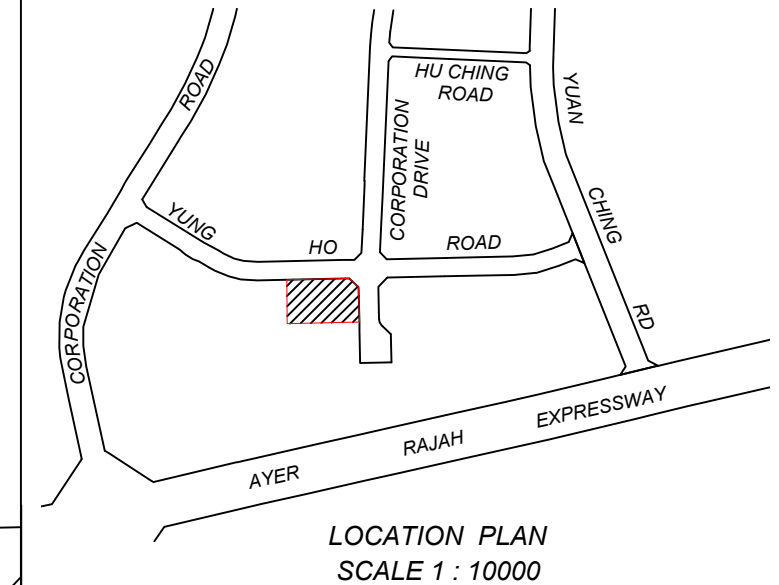 HU CHING
ROAD
ROAD
YUAN
CHING
RD
CORPORATION
DRIVE
YUNG
HO
ROAD
CORPORATION
AYER
RAJAH
EXPRESSWAY
LOCATION PLAN
SCALE 1 : 10000